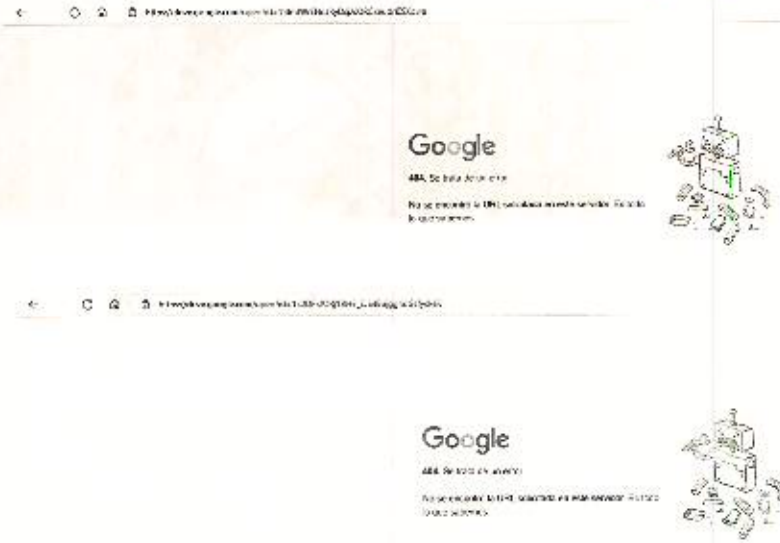 Google
404. Se trata de un error.
No se encontró la URL solicitada en este servidor. Es todo
lo que sabemos.
Google
404. Se trata de un error.
No se encontró la URL solicitada en este servidor. Es todo
lo que sabemos.